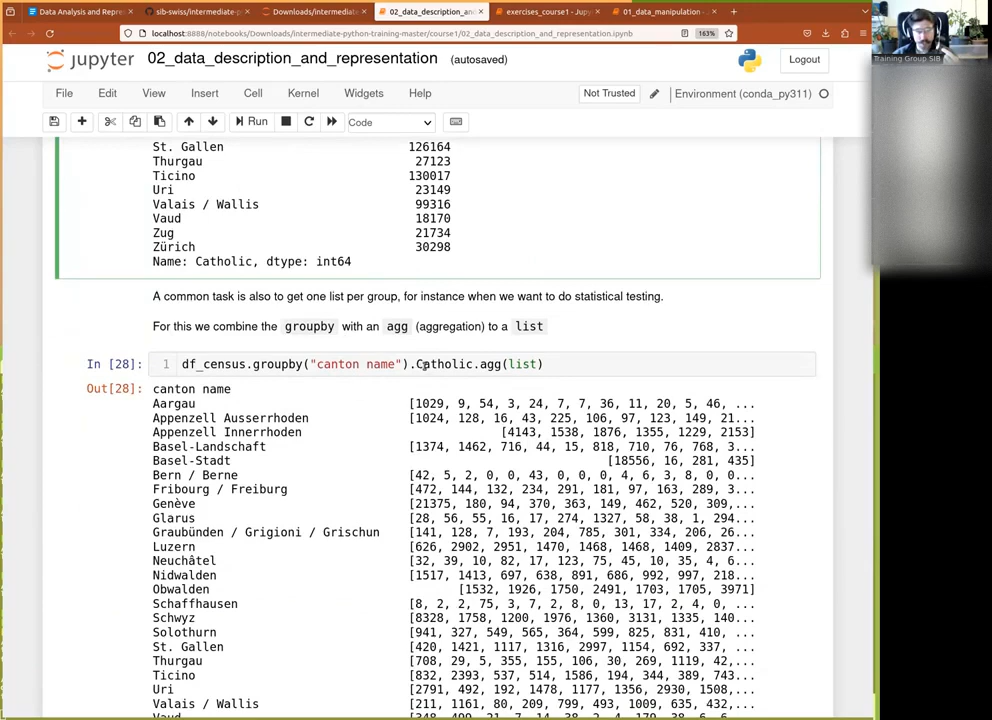 Data Analysis and Repres
sib-swiss/intermediate-p
Downloads/intermediate
02_data_description_and
exercises_course1 - Jupyt
01_data_manipulation - J
localhost:8888/notebooks/Downloads/intermediate-python-training-master/course1/02_data_description_and_representation.ipynb
163%
Training Group SIB
jupyter 02_data_description_and_representation (autosaved)
Logout
File Edit View Insert Cell Kernel Widgets Help
Not Trusted
Environment (conda_py311)
Run
Code
St. Gallen 126164
Thurgau 27123
Ticino 130017
Uri 23149
Valais / Wallis 99316
Vaud 18170
Zug 21734
Zürich 30298
Name: Catholic, dtype: int64
A common task is also to get one list per group, for instance when we want to do statistical testing.
For this we combine the groupby with an agg (aggregation) to a list
In [28]: 1 df_census.groupby("canton name").Catholic.agg(list)
Out[28]: canton name
Aargau [1029, 9, 54, 3, 24, 7, 7, 36, 11, 20, 5, 46, ...
Appenzell Ausserrhoden [1024, 128, 16, 43, 225, 106, 97, 123, 149, 21...
Appenzell Innerrhoden [4143, 1538, 1876, 1355, 1229, 2153]
Basel-Landschaft [1374, 1462, 716, 44, 15, 818, 710, 76, 768, 3...
Basel-Stadt [18556, 16, 281, 435]
Bern / Berne [42, 5, 2, 0, 0, 43, 0, 0, 0, 4, 6, 3, 8, 0, 0...
Fribourg / Freiburg [472, 144, 132, 234, 291, 181, 97, 163, 289, 3...
Genève [21375, 180, 94, 370, 363, 149, 462, 520, 309,...
Glarus [28, 56, 55, 16, 17, 274, 1327, 58, 38, 1, 294...
Graubünden / Grigioni / Grischun [141, 128, 7, 193, 204, 785, 301, 334, 206, 26...
Luzern [626, 2902, 2951, 1470, 1468, 1468, 1409, 2837...
Neuchâtel [32, 39, 10, 82, 17, 123, 75, 45, 10, 35, 4, 6...
Nidwalden [1517, 1413, 697, 638, 891, 686, 992, 997, 218...
Obwalden [1532, 1926, 1750, 2491, 1703, 1705, 3971]
Schaffhausen [8, 2, 2, 75, 3, 7, 2, 8, 0, 13, 17, 2, 4, 0, ...
Schwyz [8328, 1758, 1200, 1976, 1360, 3131, 1335, 140...
Solothurn [941, 327, 549, 565, 364, 599, 825, 831, 410, ...
St. Gallen [420, 1421, 1117, 1316, 2997, 1154, 692, 337, ...
Thurgau [708, 29, 5, 355, 155, 106, 30, 269, 1119, 42,...
Ticino [832, 2393, 537, 514, 1586, 194, 344, 389, 743...
Uri [2791, 492, 192, 1478, 1177, 1356, 2930, 1508,...
Valais / Wallis [211, 1161, 80, 209, 799, 493, 1009, 635, 432,...
Vaud